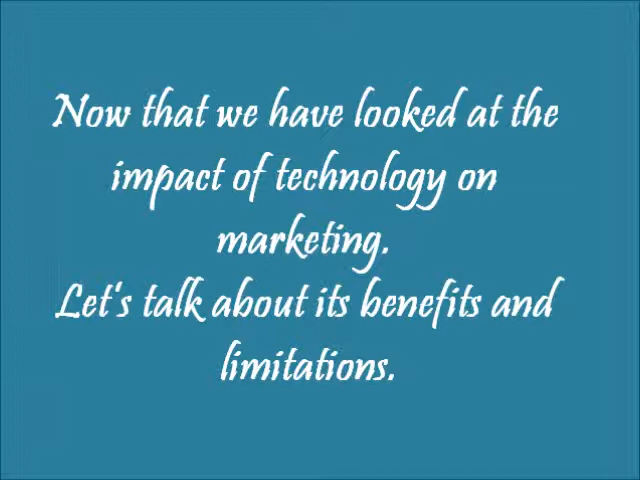 Now that we have looked at the
impact of technology on
marketing.
Let's talk about its benefits and
limitations.